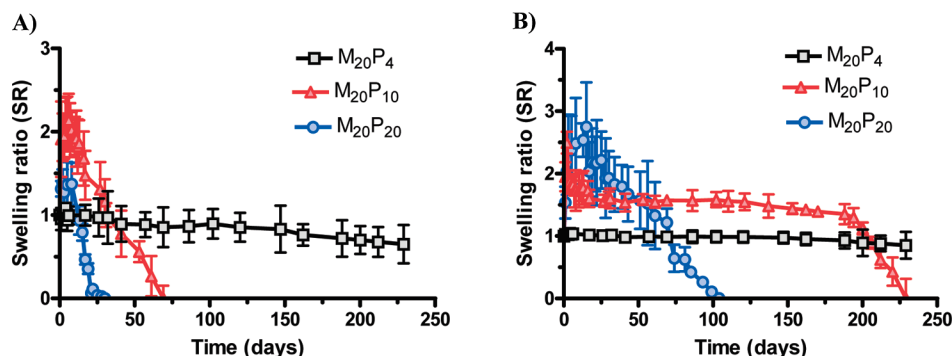 A)
Swelling ratio (SR)
3
2
1
0
0 50 100 150 200 250
Time (days)
M20P4
M20P10
M20P20
B)
Swelling ratio (SR)
4
3
2
1
0
0 50 100 150 200 250
Time (days)
M20P4
M20P10
M20P20